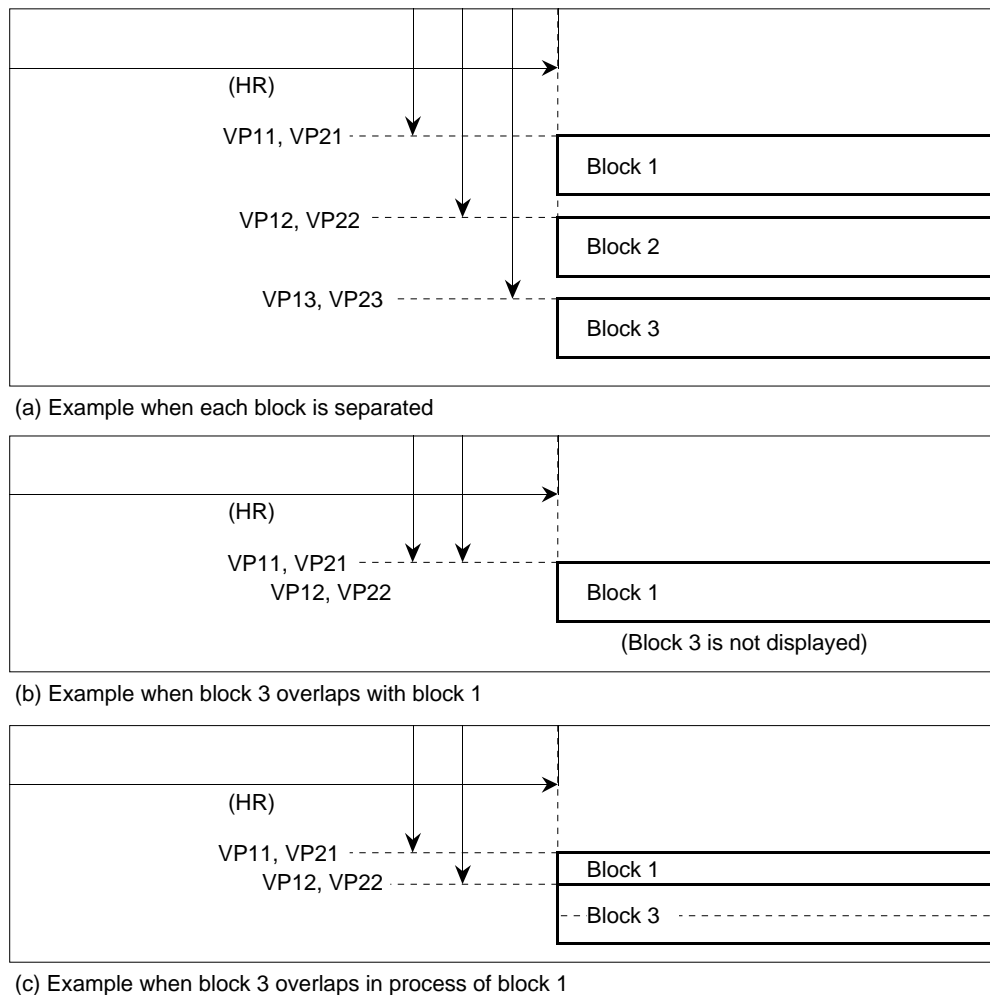 (HR)
VP11, VP21
Block 1
VP12, VP22
Block 2
VP13, VP23
Block 3
(a) Example when each block is separated
(HR)
VP11, VP21
VP12, VP22
Block 1
(Block 3 is not displayed)
(b) Example when block 3 overlaps with block 1
(HR)
VP11, VP21
Block 1
VP12, VP22
Block 3
(c) Example when block 3 overlaps in process of block 1